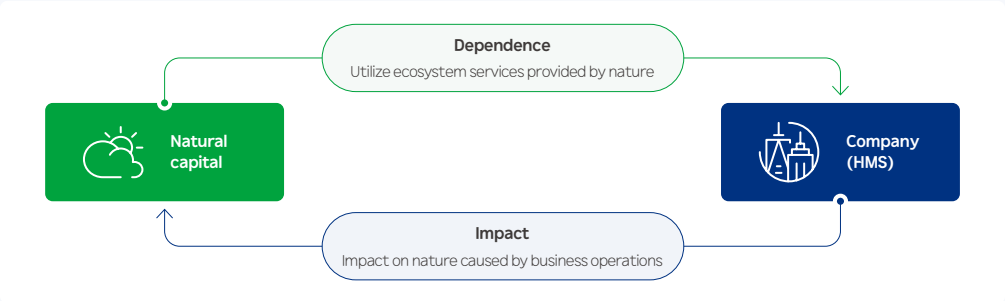 Dependence
Utilize ecosystem services provided by nature
Natural
capital
Company
(HMS)
Impact
Impact on nature caused by business operations